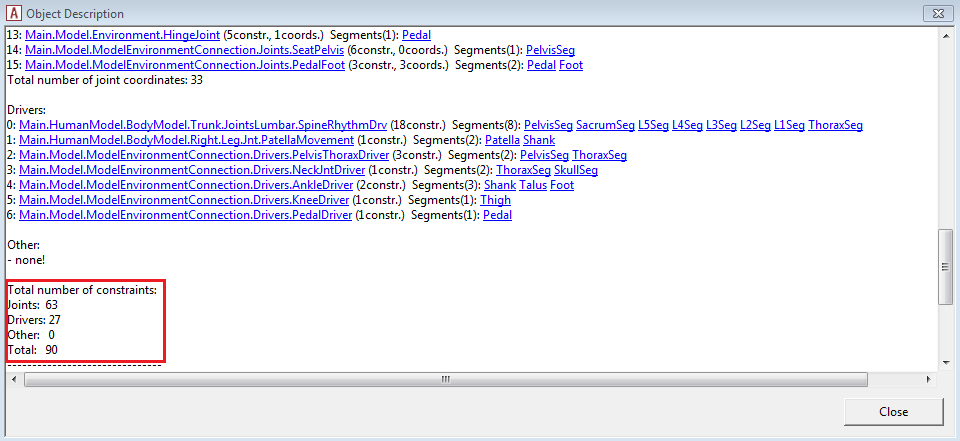 Object Description
13: Main.Model.Environment.HingeJoint (5constr., 1coords.)  Segments(1): Pedal
14: Main.Model.ModelEnvironmentConnection.Joints.SeatPelvis (6constr., 0coords.)  Segments(1): PelvisSeg
15: Main.Model.ModelEnvironmentConnection.Joints.PedalFoot (3constr., 3coords.)  Segments(2): Pedal Foot
Total number of joint coordinates: 33
Drivers:
0: Main.HumanModel.BodyModel.Trunk.JointsLumbar.SpineRhythmDrv (18constr.)  Segments(8): PelvisSeg SacrumSeg L5Seg L4Seg L3Seg L2Seg L1Seg ThoraxSeg
1: Main.HumanModel.BodyModel.Right.Leg.Jnt.PatellaMovement (1constr.)  Segments(2): Patella Shank
2: Main.Model.ModelEnvironmentConnection.Drivers.PelvisThoraxDriver (3constr.)  Segments(2): PelvisSeg ThoraxSeg
3: Main.Model.ModelEnvironmentConnection.Drivers.NeckJntDriver (1constr.)  Segments(2): ThoraxSeg SkullSeg
4: Main.Model.ModelEnvironmentConnection.Drivers.AnkleDriver (2constr.)  Segments(3): Shank Talus Foot
5: Main.Model.ModelEnvironmentConnection.Drivers.KneeDriver (1constr.)  Segments(1): Thigh
6: Main.Model.ModelEnvironmentConnection.Drivers.PedalDriver (1constr.)  Segments(1): Pedal
Other:
- none!
Total number of constraints:
Joints:  63
Drivers: 27
Other:   0
Total:   90
-------------------------------
Close